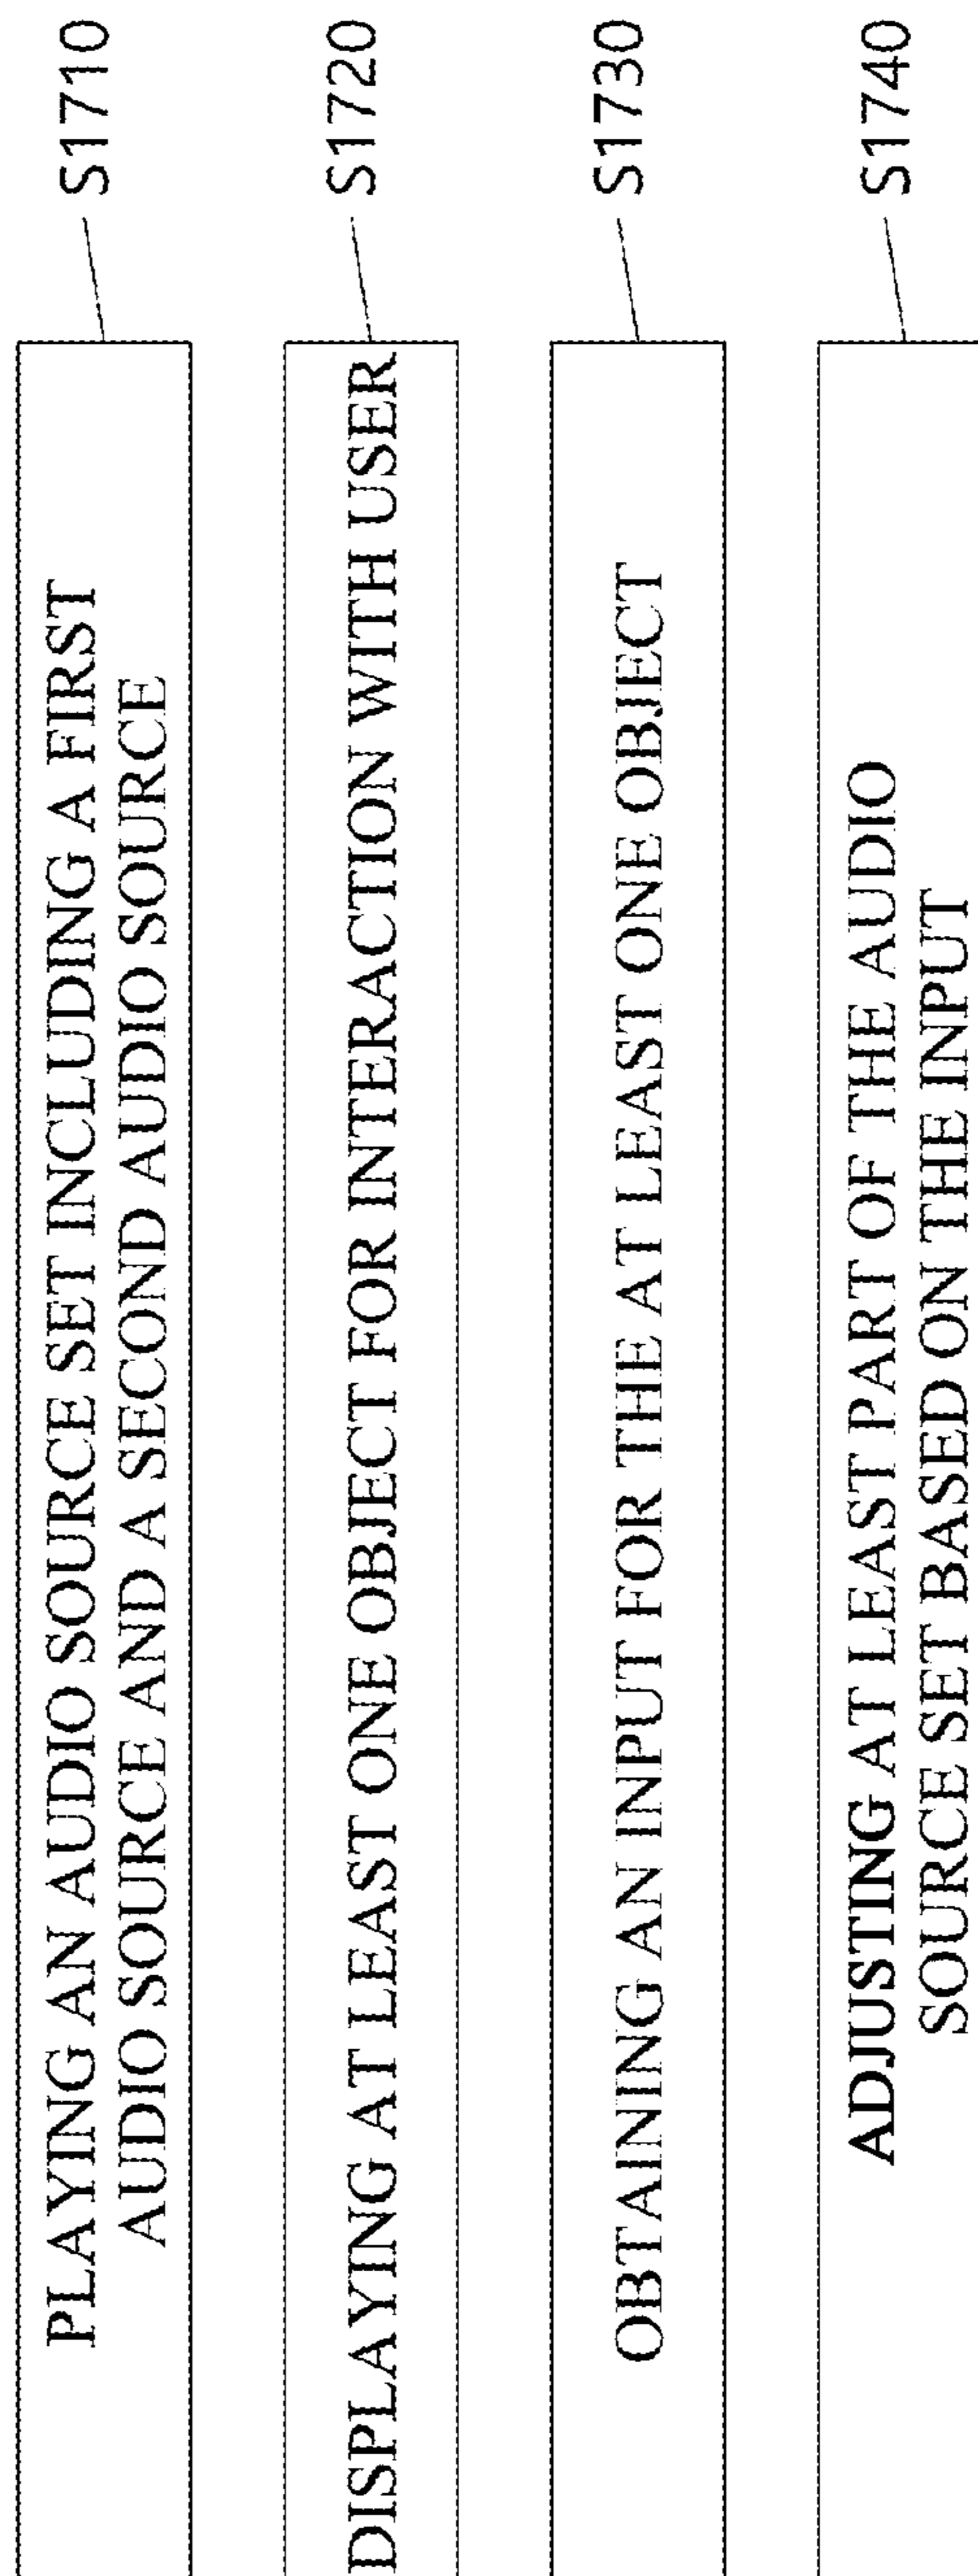 PLAYING AN AUDIO SOURCE SET INCLUDING A FIRST
AUDIO SOURCE AND A SECOND AUDIO SOURCE
S1710
DISPLAYING AT LEAST ONE OBJECT FOR INTERACTION WITH USER
S1720
OBTAINING AN INPUT FOR THE AT LEAST ONE OBJECT
S1730
ADJUSTING AT LEAST PART OF THE AUDIO
SOURCE SET BASED ON THE INPUT
S1740